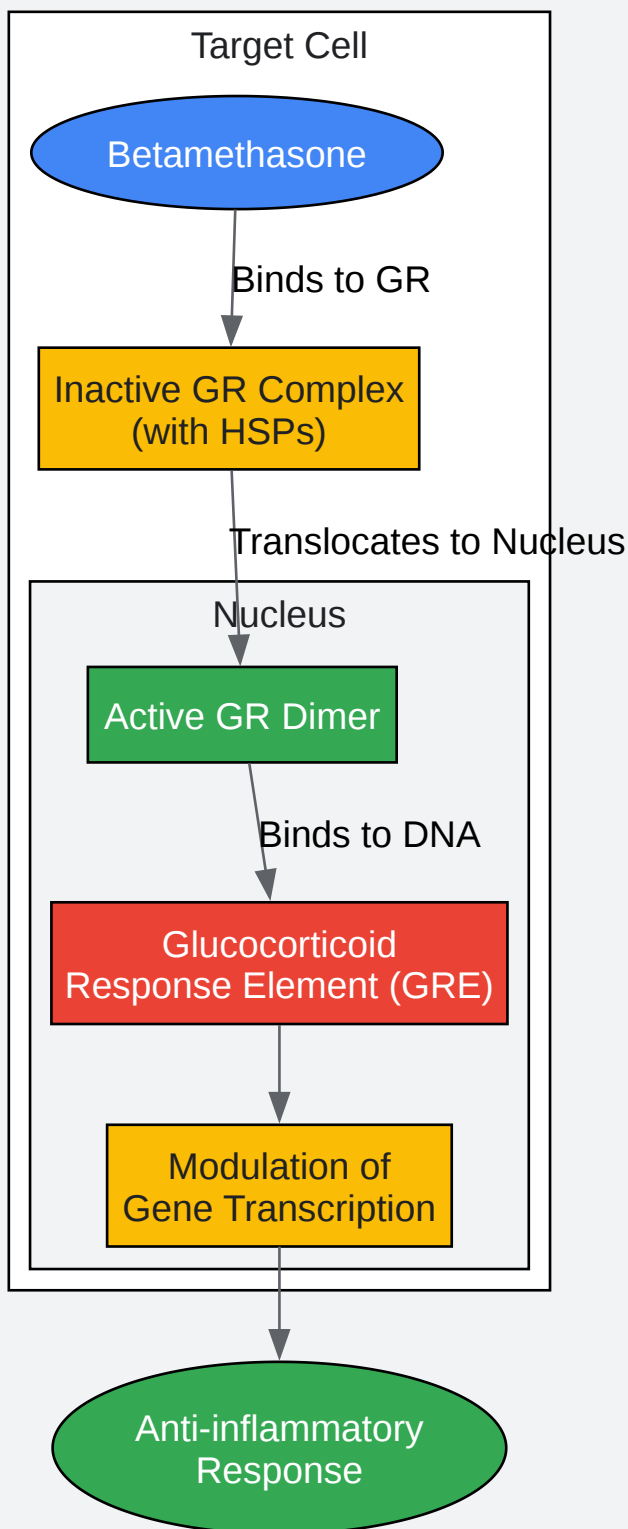 Target Cell
Betamethasone
Binds to GR
Inactive GR Complex
(with HSPs)
Translocates to Nucleus
Nucleus
Active GR Dimer
Binds to DNA
Glucocorticoid
Response Element (GRE)
Modulation of
Gene Transcription
Anti-inflammatory
Response